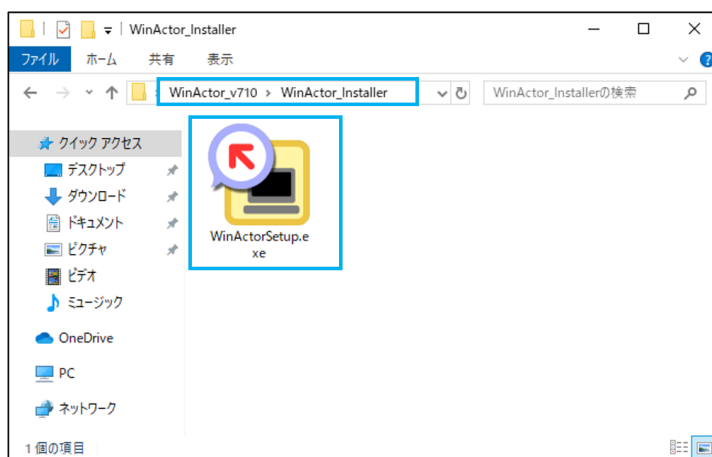 WinActor_Installer
ファイル ホーム 共有 表示
WinActor_v710 > WinActor_Installer
WinActor_Installerの検索
クイック アクセス
デスクトップ
ダウンロード
ドキュメント
ピクチャ
ビデオ
ミュージック
OneDrive
PC
ネットワーク
WinActorSetup.e
xe
1 個の項目